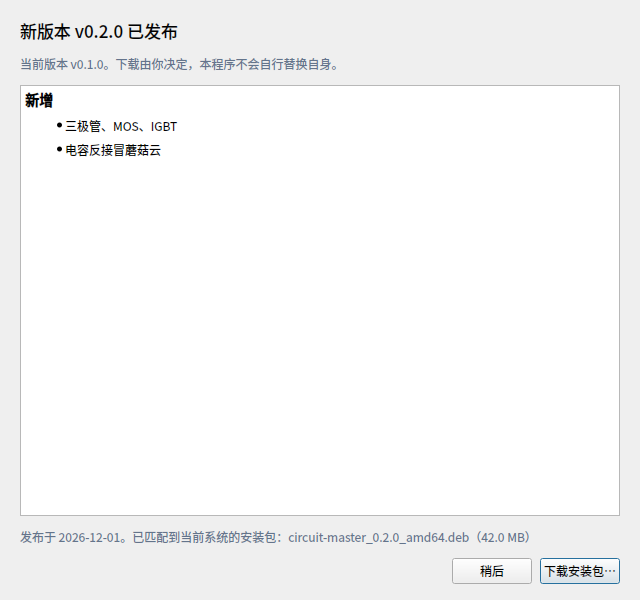 新版本 v0.2.0 已发布
当前版本 v0.1.0。下载由你决定，本程序不会自行替换自身。
新增
• 三极管、MOS、IGBT
• 电容反接冒蘑菇云
发布于 2026-12-01。已匹配到当前系统的安装包：circuit-master_0.2.0_amd64.deb（42.0 MB）
稍后
下载安装包…